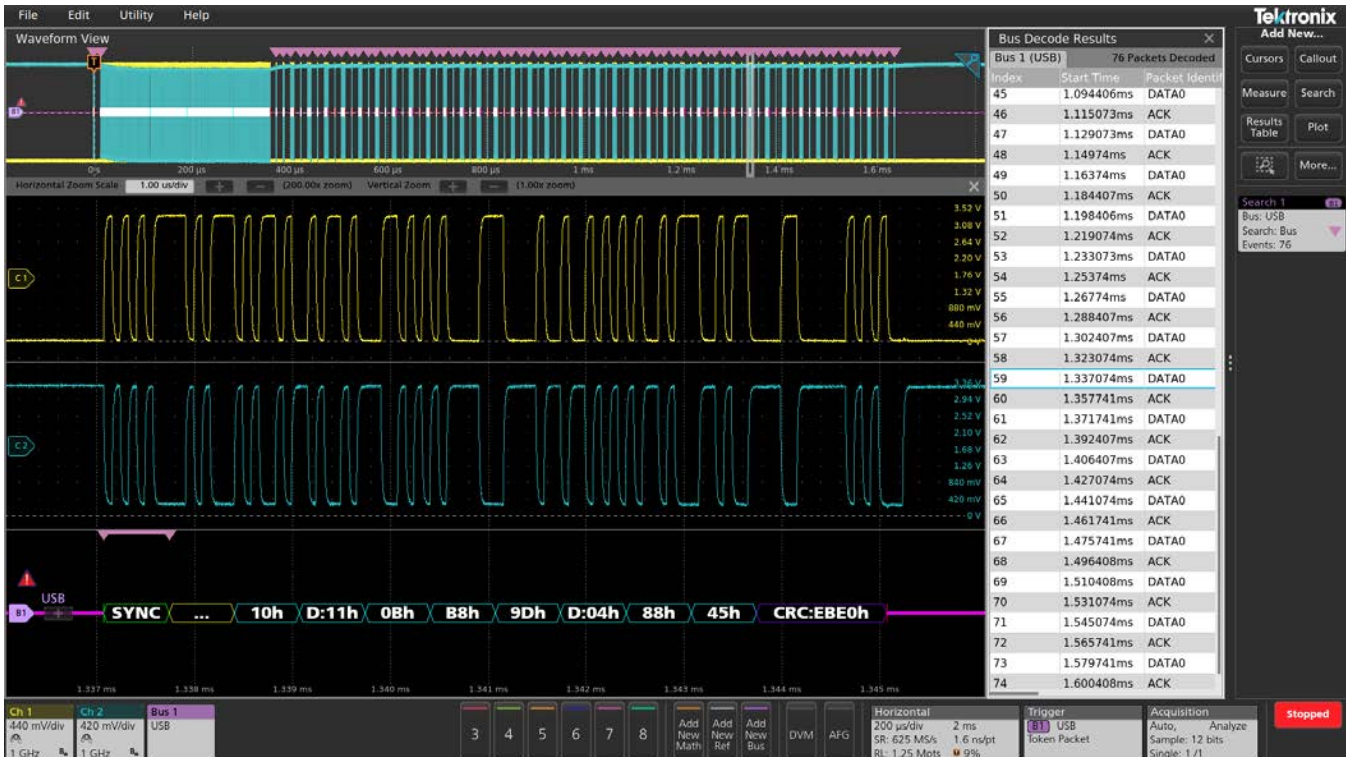 File Edit Utility Help
Tektronix
Waveform View
Bus Decode Results
Add New...
Bus 1 (USB) 76 Packets Decoded
Cursors Callout
Index Start Time Packet Identif
45 1.094406ms DATA0
46 1.115073ms ACK
47 1.129073ms DATA0
48 1.14974ms ACK
49 1.16374ms DATA0
50 1.184407ms ACK
51 1.198406ms DATA0
52 1.219074ms ACK
53 1.233073ms DATA0
54 1.25374ms ACK
55 1.26774ms DATA0
56 1.288407ms ACK
57 1.302407ms DATA0
58 1.323074ms ACK
59 1.337074ms DATA0
60 1.357741ms ACK
61 1.371741ms DATA0
62 1.392407ms ACK
63 1.406407ms DATA0
64 1.427074ms ACK
65 1.441074ms DATA0
66 1.461741ms ACK
67 1.475741ms DATA0
68 1.496408ms ACK
69 1.510408ms DATA0
70 1.531074ms ACK
71 1.545074ms DATA0
72 1.565741ms ACK
73 1.579741ms DATA0
74 1.600408ms ACK
Measure Search
Results Table Plot
More...
Search 1 B1
Bus: USB
Search: Bus
Events: 76
T
B1
0s 200 µs 400 µs 600 µs 800 µs 1 ms 1.2 ms 1.4 ms 1.6 ms
Horizontal Zoom Scale 1.00 us/div + − (200.00x zoom) Vertical Zoom + − (1.00x zoom)
3.52 V
3.08 V
2.64 V
2.20 V
C1
1.76 V
1.32 V
880 mV
440 mV
0 V
3.36 V
2.94 V
2.52 V
2.10 V
C2
1.68 V
1.26 V
840 mV
420 mV
0 V
USB
B1 SYNC ... 10h D:11h 0Bh B8h 9Dh D:04h 88h 45h CRC:EBE0h
1.337 ms 1.338 ms 1.339 ms 1.340 ms 1.341 ms 1.342 ms 1.343 ms 1.344 ms 1.345 ms
Ch 1
440 mV/div
1 GHz
Ch 2
420 mV/div
1 GHz
Bus 1
USB
3 4 5 6 7 8
Add New Math
Add New Ref
Add New Bus
DVM AFG
Horizontal
200 µs/div 2 ms
SR: 625 MS/s 1.6 ns/pt
RL: 1.25 Mpts 9%
Trigger
B1 USB
Token Packet
Acquisition
Auto, Analyze
Sample: 12 bits
Single: 1 /1
Stopped